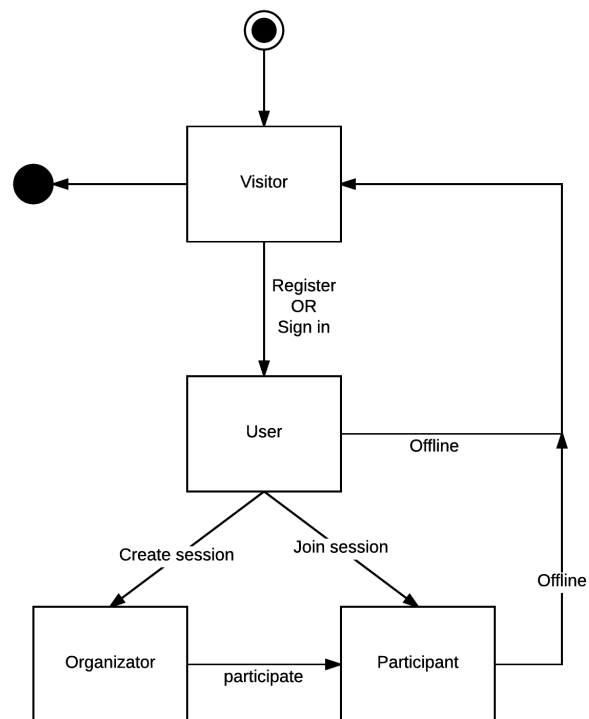 Visitor
Register
OR
Sign in
User
Offline
Create session
Join session
Offline
Organizator
participate
Participant